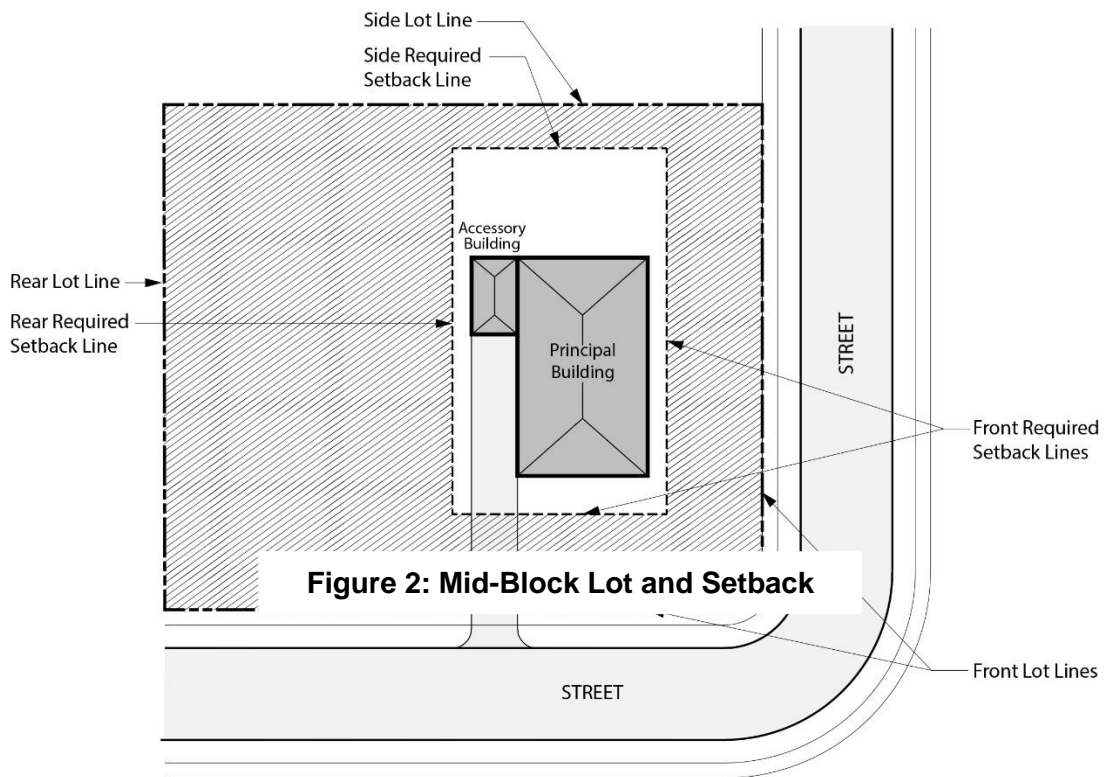 Side Lot Line
Side Required
Setback Line
Accessory
Building
Rear Lot Line
Rear Required
Setback Line
Principal
Building
STREET
Front Required
Setback Lines
Figure 2: Mid-Block Lot and Setback
Front Lot Lines
STREET